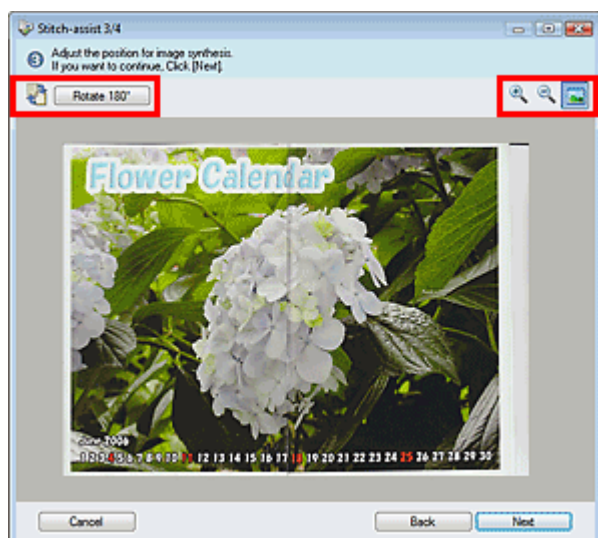 Stitch-assist 3/4
3 Adjust the position for image synthesis.
If you want to continue, Click [Next].
Rotate 180°
Flower Calendar
June 2006
1 2 3 4 5 6 7 8 9 10 11 12 13 14 15 16 17 18 19 20 21 22 23 24 25 26 27 28 29 30
Cancel Back Next